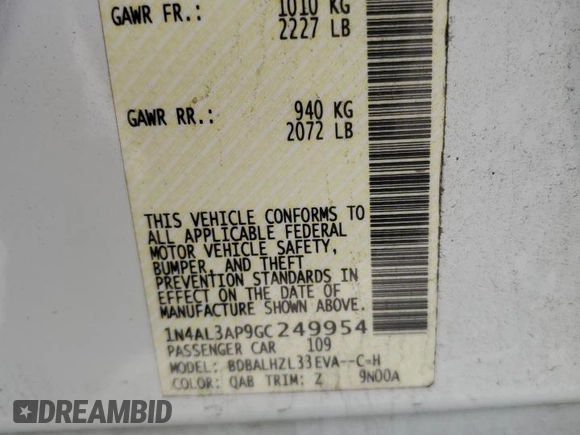 GAWR FR.: 1010 KG
2227 LB
GAWR RR.: 940 KG
2072 LB
THIS VEHICLE CONFORMS TO
ALL APPLICABLE FEDERAL
MOTOR VEHICLE SAFETY,
BUMPER, AND THEFT
PREVENTION STANDARDS IN
EFFECT ON THE DATE OF
MANUFACTURE SHOWN ABOVE.
1N4AL3AP9GC249954
PASSENGER CAR 109
MODEL: BDBALHZL33EVA--C-H
COLOR: QAB TRIM: Z 9N00A
DREAMBID